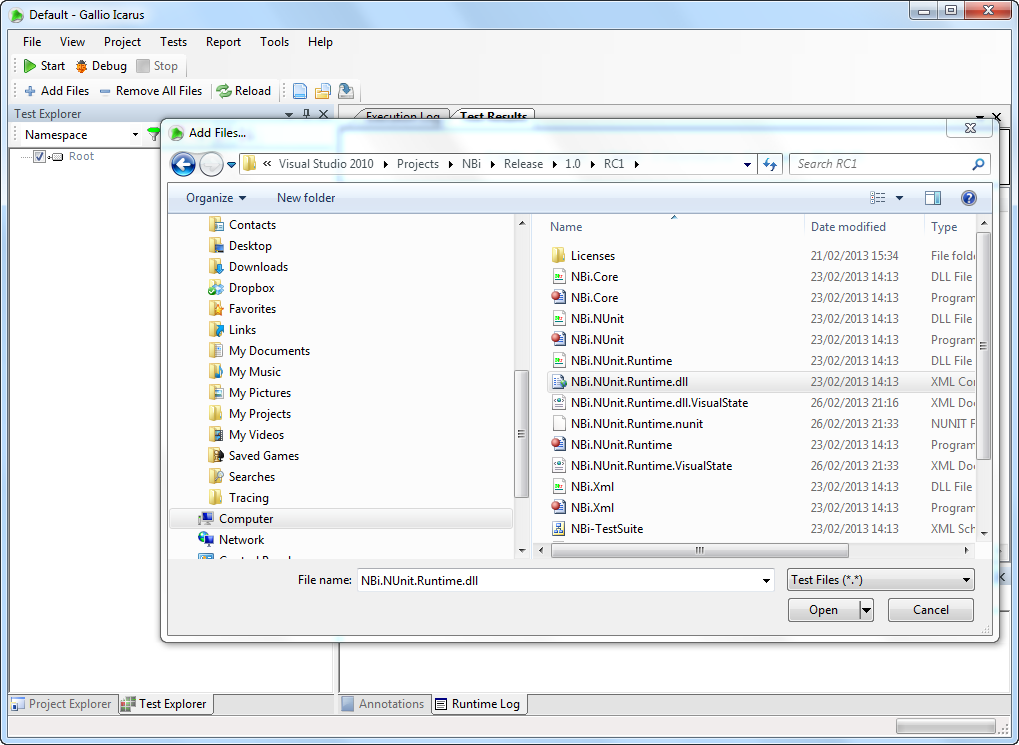 Default - Gallio Icarus
File View Project Tests Report Tools Help
Start Debug Stop
Add Files Remove All Files Reload
Test Explorer
Execution Log Test Results
Namespace
Root
Add Files...
« Visual Studio 2010 Projects NBi Release 1.0 RC1
Search RC1
Organize New folder
Contacts
Desktop
Downloads
Dropbox
Favorites
Links
My Documents
My Music
My Pictures
My Projects
My Videos
Saved Games
Searches
Tracing
Computer
Network
Name Date modified Type
Licenses 21/02/2013 15:34 File folde
NBi.Core 23/02/2013 14:13 DLL File
NBi.Core 23/02/2013 14:13 Program
NBi.NUnit 23/02/2013 14:13 DLL File
NBi.NUnit 23/02/2013 14:13 Program
NBi.NUnit.Runtime 23/02/2013 14:13 DLL File
NBi.NUnit.Runtime.dll 23/02/2013 14:13 XML Con
NBi.NUnit.Runtime.dll.VisualState 26/02/2013 21:16 XML Doc
NBi.NUnit.Runtime.nunit 26/02/2013 21:33 NUNIT F
NBi.NUnit.Runtime 23/02/2013 14:13 Program
NBi.NUnit.Runtime.VisualState 26/02/2013 21:33 XML Doc
NBi.Xml 23/02/2013 14:13 DLL File
NBi.Xml 23/02/2013 14:13 Program
NBi-TestSuite 23/02/2013 14:13 XML Sch
File name: NBi.NUnit.Runtime.dll Test Files (*.*)
Open Cancel
Project Explorer Test Explorer Annotations Runtime Log